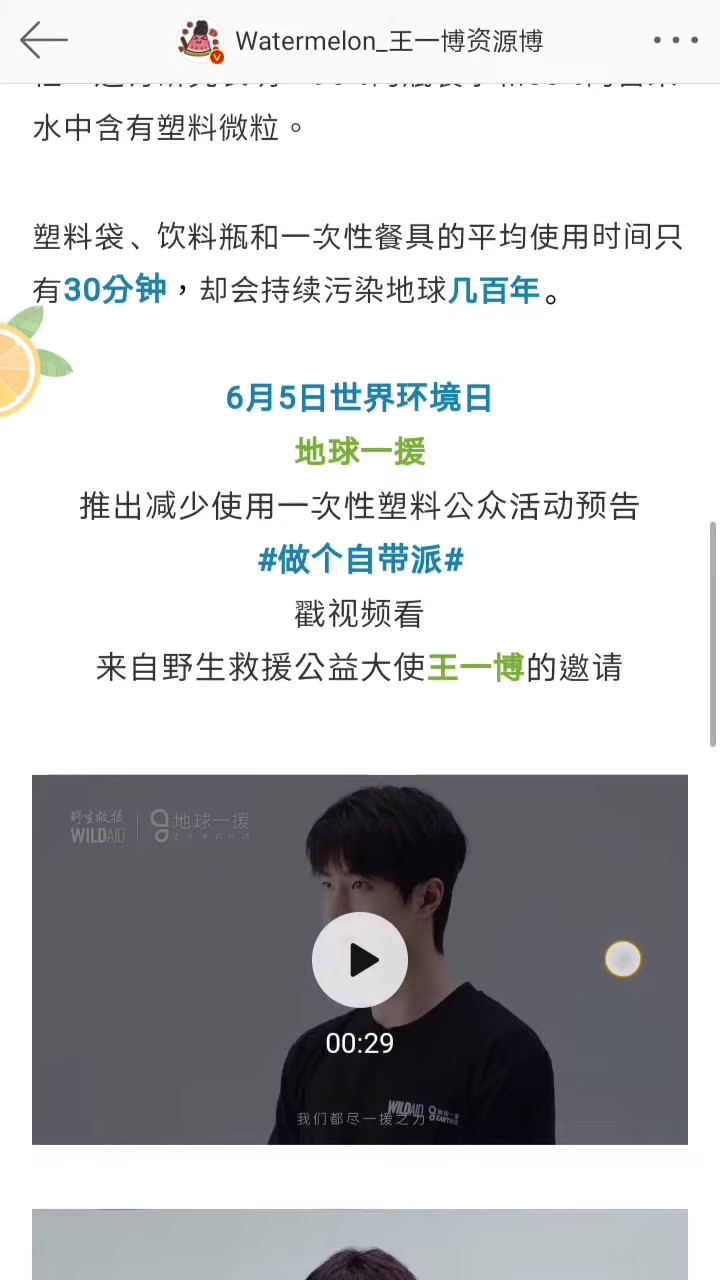 Watermelon_王一博资源博
水中含有塑料微粒。
塑料袋、饮料瓶和一次性餐具的平均使用时间只
有30分钟，却会持续污染地球几百年。
6月5日世界环境日
地球一援
推出减少使用一次性塑料公众活动预告
#做个自带派#
戳视频看
来自野生救援公益大使王一博的邀请
野生救援
WILDAID
地球一援
00:29
WILDAID 地球一援
我们都尽一援之力